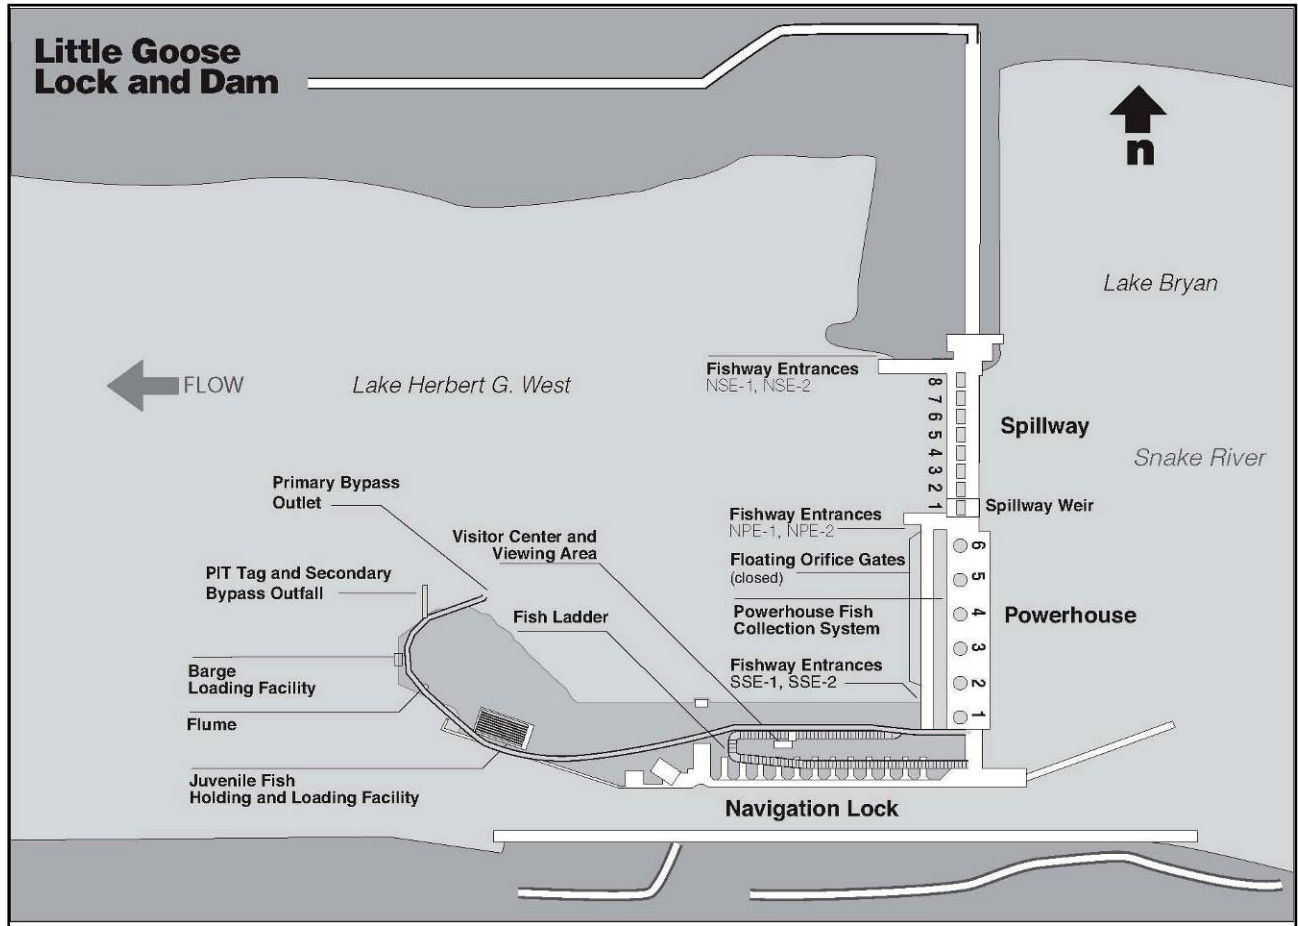 Little Goose
Lock and Dam
n
Lake Bryan
FLOW
Lake Herbert G. West
Fishway Entrances
NSE-1, NSE-2
8
7
6
5
4
3
2
1
Spillway
Snake River
Spillway Weir
Primary Bypass
Outlet
Visitor Center and
Viewing Area
Fishway Entrances
NPE-1, NPE-2
Floating Orifice Gates
(closed)
Powerhouse Fish
Collection System
Fishway Entrances
SSE-1, SSE-2
6
5
4
3
2
1
Powerhouse
PIT Tag and Secondary
Bypass Outfall
Fish Ladder
Barge
Loading Facility
Flume
Juvenile Fish
Holding and Loading Facility
Navigation Lock